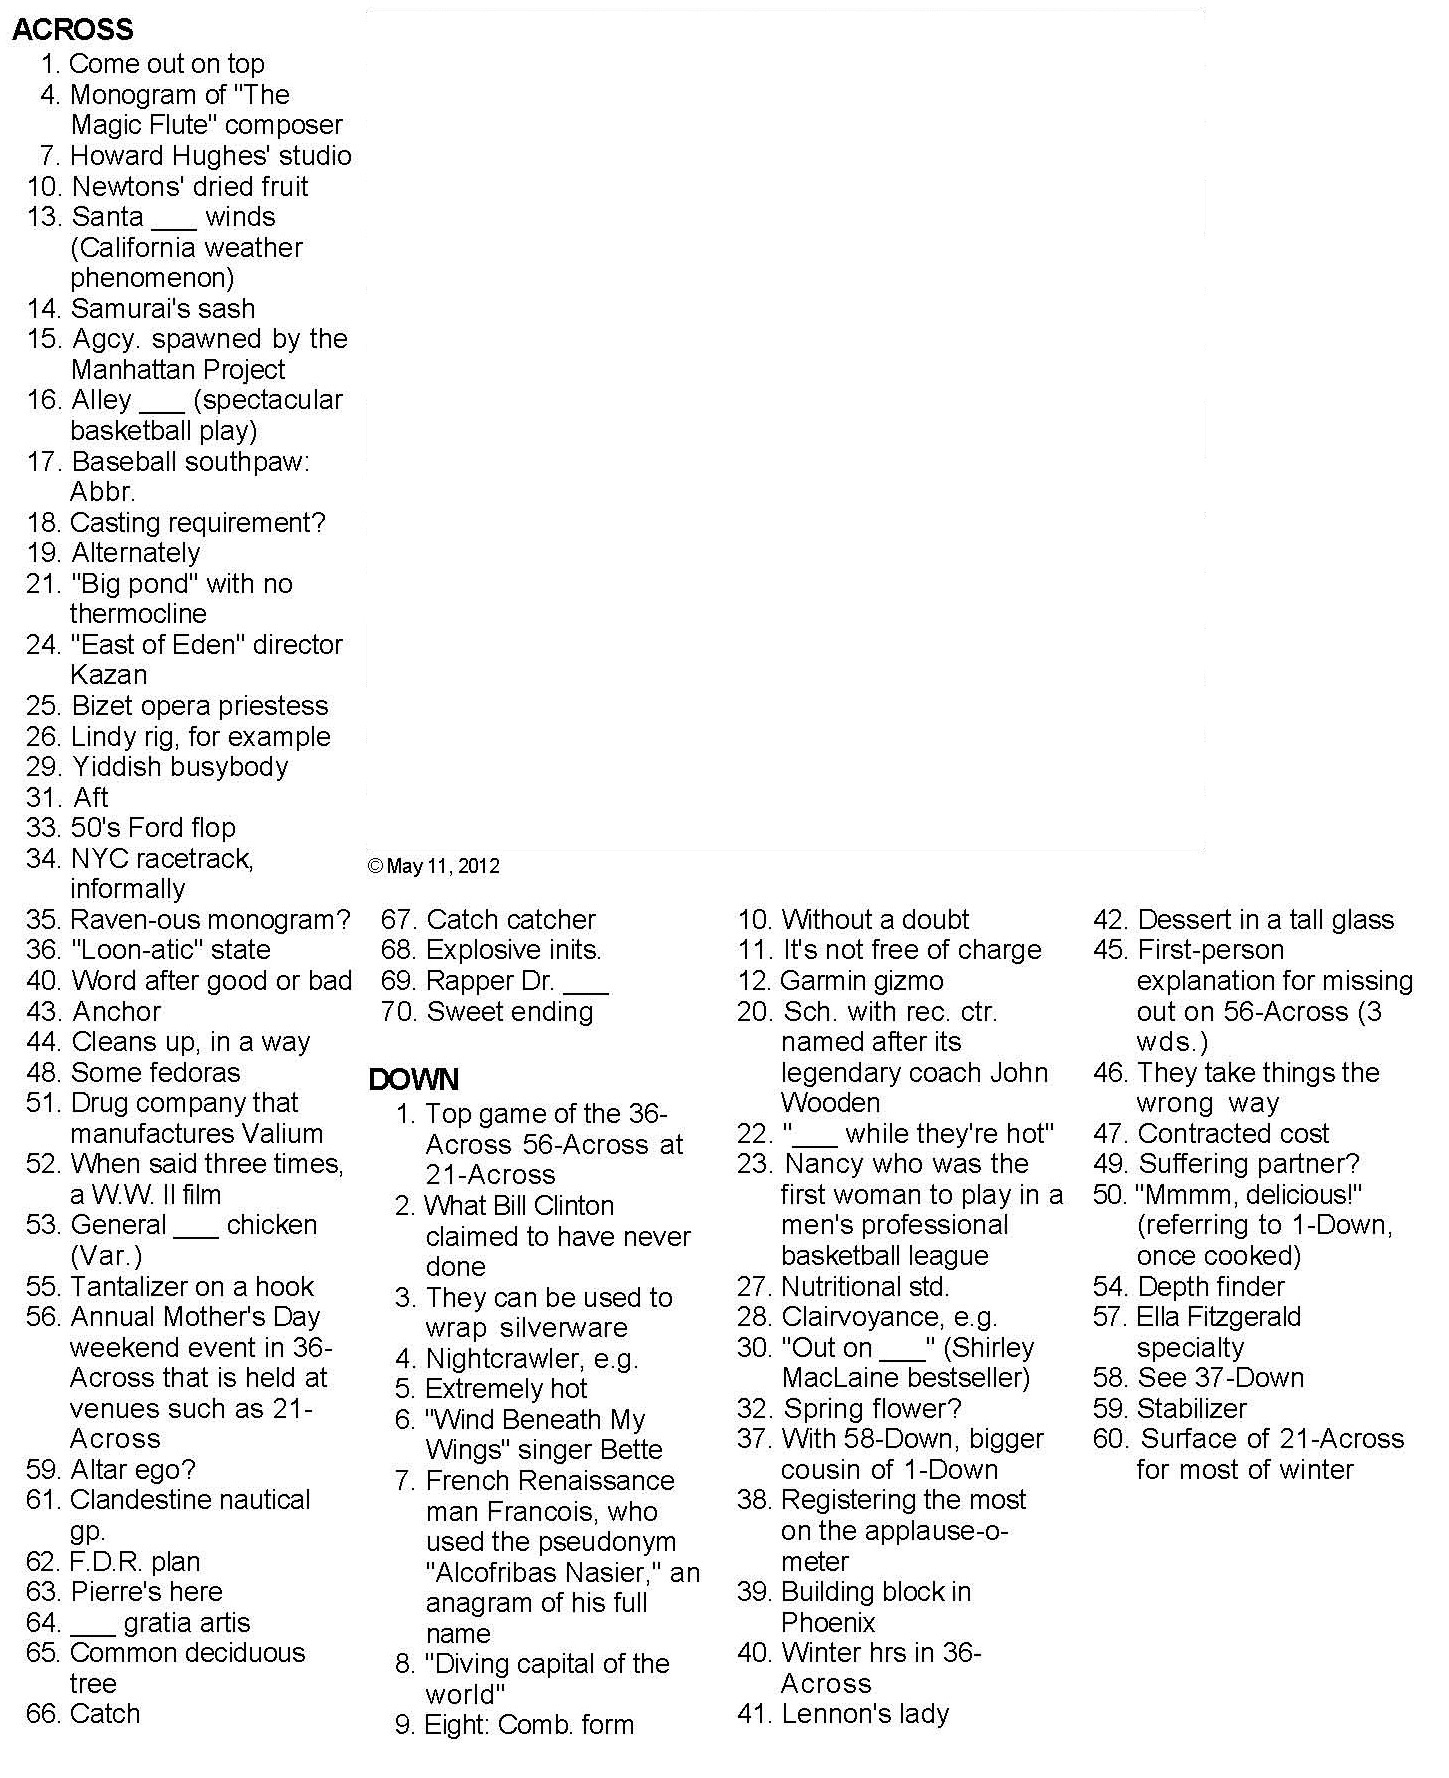 ACROSS
1. Come out on top
4. Monogram of "The
Magic Flute" composer
7. Howard Hughes' studio
10. Newtons' dried fruit
13. Santa ___ winds
(California weather
phenomenon)
14. Samurai's sash
15. Agcy. spawned by the
Manhattan Project
16. Alley ___ (spectacular
basketball play)
17. Baseball southpaw:
Abbr.
18. Casting requirement?
19. Alternately
21. "Big pond" with no
thermocline
24. "East of Eden" director
Kazan
25. Bizet opera priestess
26. Lindy rig, for example
29. Yiddish busybody
31. Aft
33. 50's Ford flop
34. NYC racetrack,
informally
35. Raven-ous monogram?
36. "Loon-atic" state
40. Word after good or bad
43. Anchor
44. Cleans up, in a way
48. Some fedoras
51. Drug company that
manufactures Valium
52. When said three times,
a W.W. II film
53. General ___ chicken
(Var.)
55. Tantalizer on a hook
56. Annual Mother's Day
weekend event in 36-
Across that is held at
venues such as 21-
Across
59. Altar ego?
61. Clandestine nautical
gp.
62. F.D.R. plan
63. Pierre's here
64. ___ gratia artis
65. Common deciduous
tree
66. Catch
© May 11, 2012
67. Catch catcher
68. Explosive inits.
69. Rapper Dr. ___
70. Sweet ending
DOWN
1. Top game of the 36-
Across 56-Across at
21-Across
2. What Bill Clinton
claimed to have never
done
3. They can be used to
wrap silverware
4. Nightcrawler, e.g.
5. Extremely hot
6. "Wind Beneath My
Wings" singer Bette
7. French Renaissance
man Francois, who
used the pseudonym
"Alcofribas Nasier," an
anagram of his full
name
8. "Diving capital of the
world"
9. Eight: Comb. form
10. Without a doubt
11. It's not free of charge
12. Garmin gizmo
20. Sch. with rec. ctr.
named after its
legendary coach John
Wooden
22. "___ while they're hot"
23. Nancy who was the
first woman to play in a
men's professional
basketball league
27. Nutritional std.
28. Clairvoyance, e.g.
30. "Out on ___" (Shirley
MacLaine bestseller)
32. Spring flower?
37. With 58-Down, bigger
cousin of 1-Down
38. Registering the most
on the applause-o-
meter
39. Building block in
Phoenix
40. Winter hrs in 36-
Across
41. Lennon's lady
42. Dessert in a tall glass
45. First-person
explanation for missing
out on 56-Across (3
wds.)
46. They take things the
wrong way
47. Contracted cost
49. Suffering partner?
50. "Mmmm, delicious!"
(referring to 1-Down,
once cooked)
54. Depth finder
57. Ella Fitzgerald
specialty
58. See 37-Down
59. Stabilizer
60. Surface of 21-Across
for most of winter